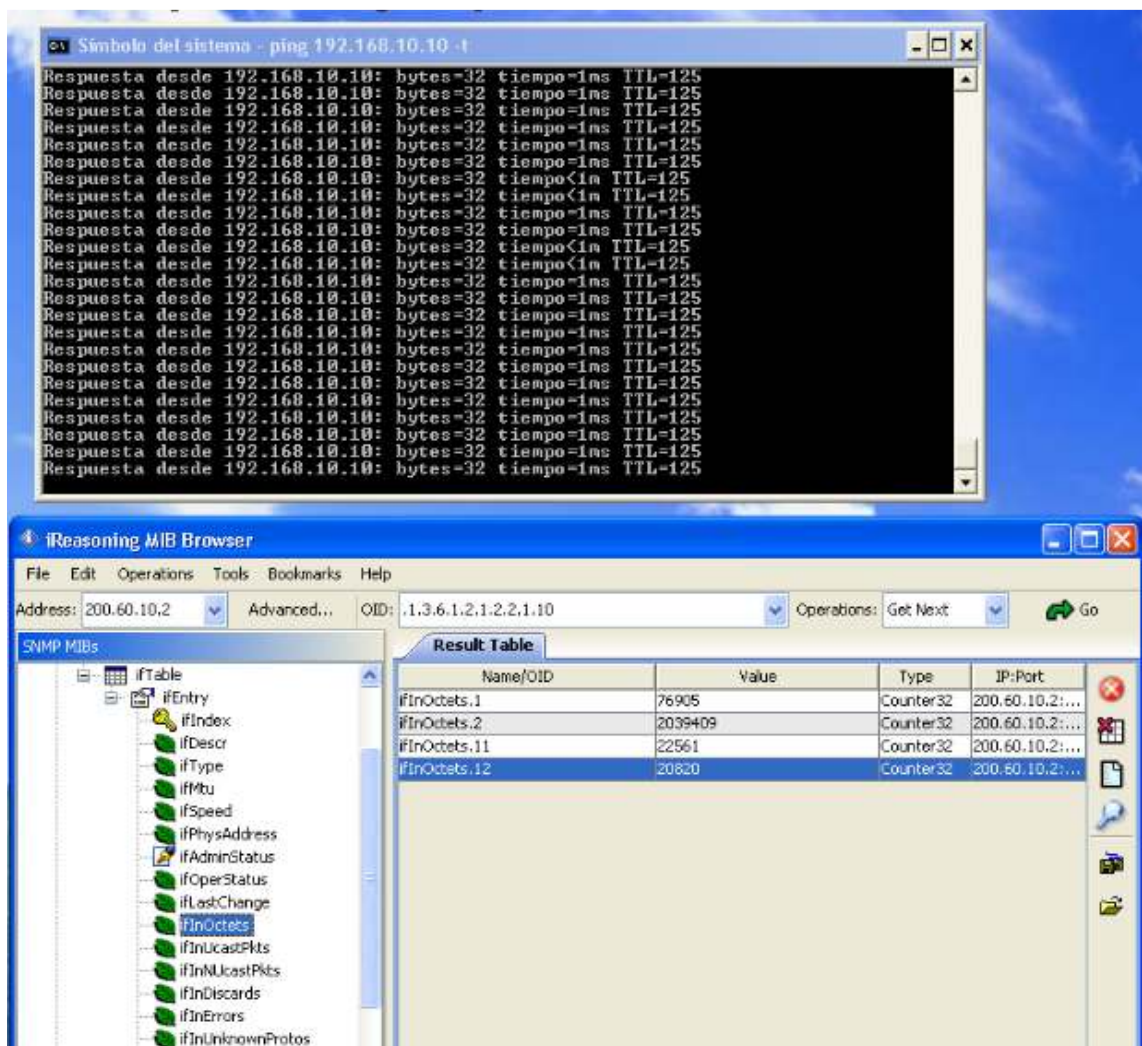 Símbolo del sistema - ping 192.168.10.10 -t
Respuesta desde 192.168.10.10: bytes=32 tiempo=1ms TTL=125
Respuesta desde 192.168.10.10: bytes=32 tiempo=1ms TTL=125
Respuesta desde 192.168.10.10: bytes=32 tiempo=1ms TTL=125
Respuesta desde 192.168.10.10: bytes=32 tiempo=1ms TTL=125
Respuesta desde 192.168.10.10: bytes=32 tiempo=1ms TTL=125
Respuesta desde 192.168.10.10: bytes=32 tiempo=1ms TTL=125
Respuesta desde 192.168.10.10: bytes=32 tiempo<1m TTL=125
Respuesta desde 192.168.10.10: bytes=32 tiempo<1m TTL=125
Respuesta desde 192.168.10.10: bytes=32 tiempo=1ms TTL=125
Respuesta desde 192.168.10.10: bytes=32 tiempo=1ms TTL=125
Respuesta desde 192.168.10.10: bytes=32 tiempo<1m TTL=125
Respuesta desde 192.168.10.10: bytes=32 tiempo<1m TTL=125
Respuesta desde 192.168.10.10: bytes=32 tiempo=1ms TTL=125
Respuesta desde 192.168.10.10: bytes=32 tiempo=1ms TTL=125
Respuesta desde 192.168.10.10: bytes=32 tiempo=1ms TTL=125
Respuesta desde 192.168.10.10: bytes=32 tiempo=1ms TTL=125
Respuesta desde 192.168.10.10: bytes=32 tiempo=1ms TTL=125
Respuesta desde 192.168.10.10: bytes=32 tiempo=1ms TTL=125
Respuesta desde 192.168.10.10: bytes=32 tiempo=1ms TTL=125
Respuesta desde 192.168.10.10: bytes=32 tiempo=1ms TTL=125
Respuesta desde 192.168.10.10: bytes=32 tiempo=1ms TTL=125
Respuesta desde 192.168.10.10: bytes=32 tiempo=1ms TTL=125
Respuesta desde 192.168.10.10: bytes=32 tiempo=1ms TTL=125
Respuesta desde 192.168.10.10: bytes=32 tiempo=1ms TTL=125
iReasoning MIB Browser
File Edit Operations Tools Bookmarks Help
Address: 200.60.10.2 Advanced... OID: .1.3.6.1.2.1.2.2.1.10 Operations: Get Next Go
SNMP MIBs
ifTable
ifEntry
ifIndex
ifDescr
ifType
ifMtu
ifSpeed
ifPhysAddress
ifAdminStatus
ifOperStatus
ifLastChange
ifInOctets
ifInUcastPkts
ifInNUcastPkts
ifInDiscards
ifInErrors
ifInUnknownProtos
Result Table
Name/OID Value Type IP:Port
ifInOctets.1 76905 Counter32 200.60.10.2:...
ifInOctets.2 2039409 Counter32 200.60.10.2:...
ifInOctets.11 22561 Counter32 200.60.10.2:...
ifInOctets.12 20820 Counter32 200.60.10.2:...